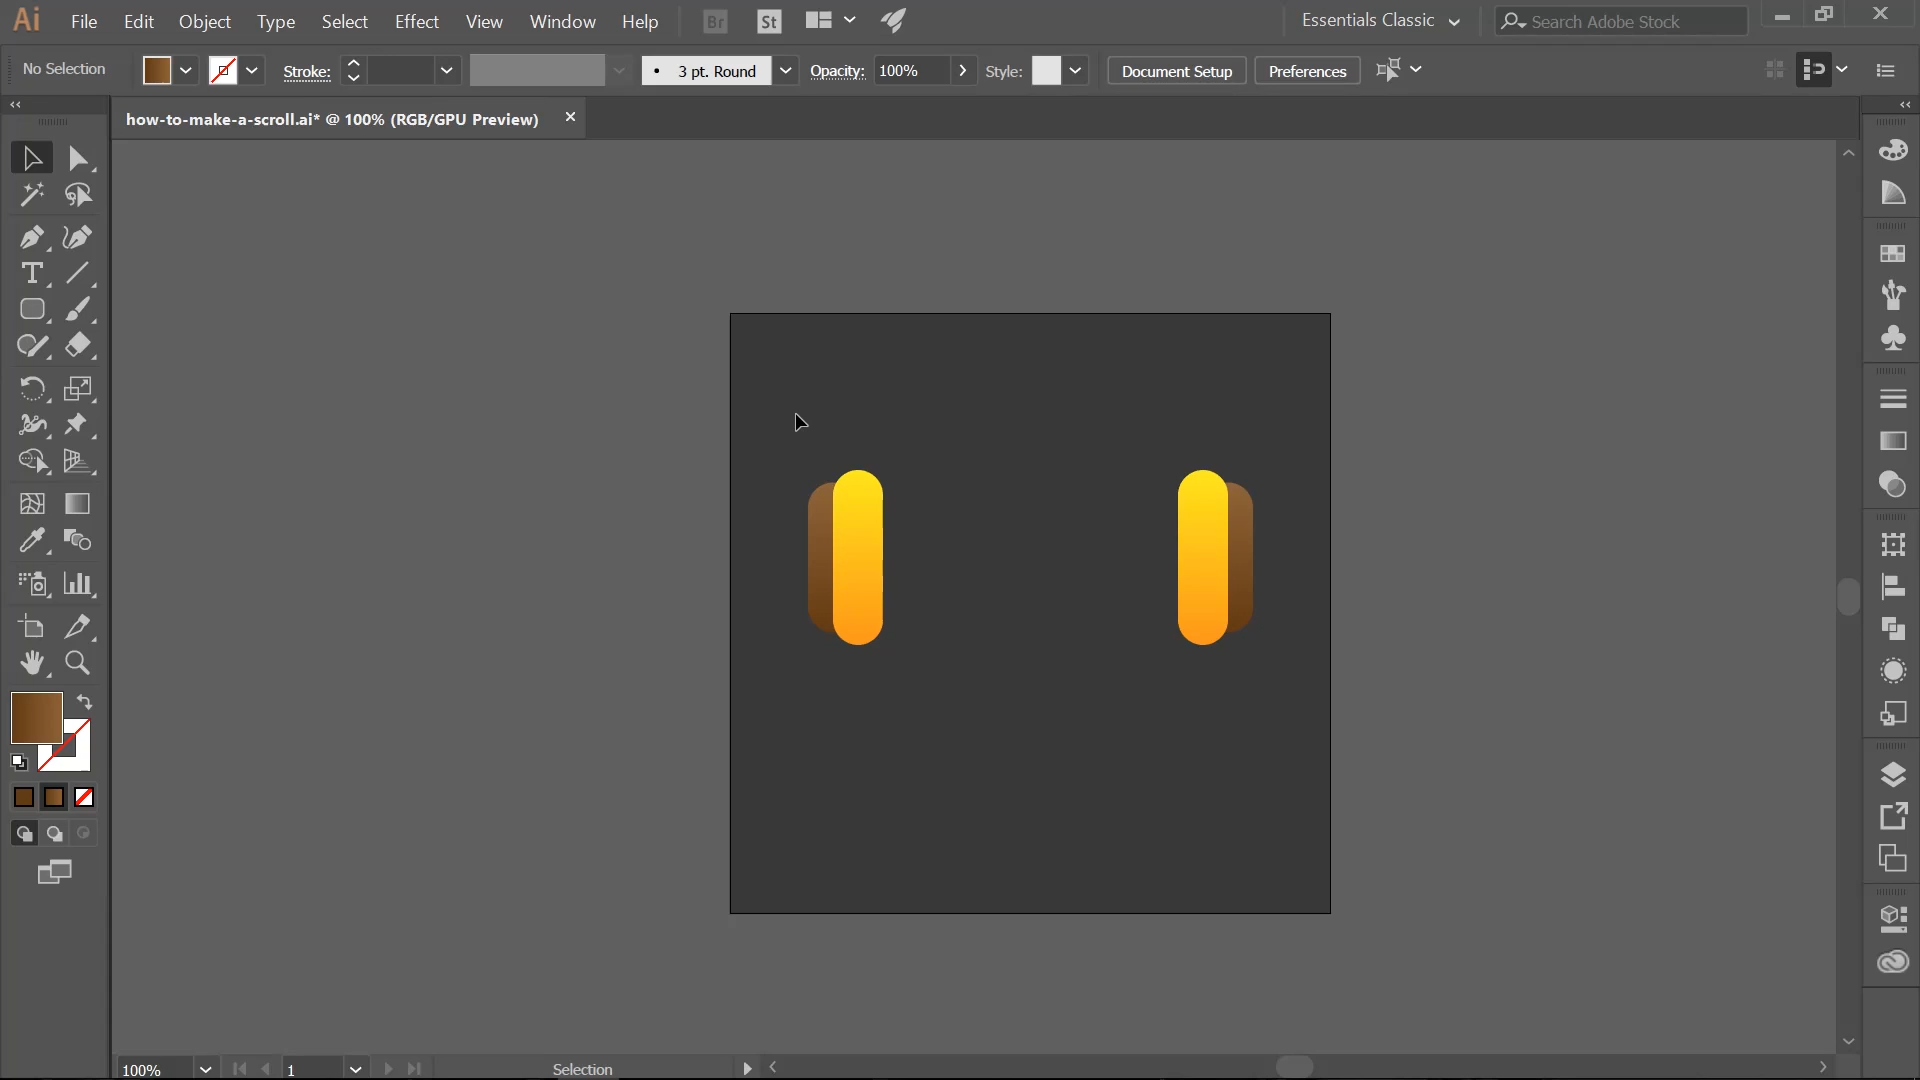 Ai File Edit Object Type Select Effect View Window Help Br St Essentials Classic Search Adobe Stock
No Selection Stroke: 3 pt. Round Opacity: 100% Style: Document Setup Preferences
how-to-make-a-scroll.ai* @ 100% (RGB/GPU Preview)
100% 1 Selection